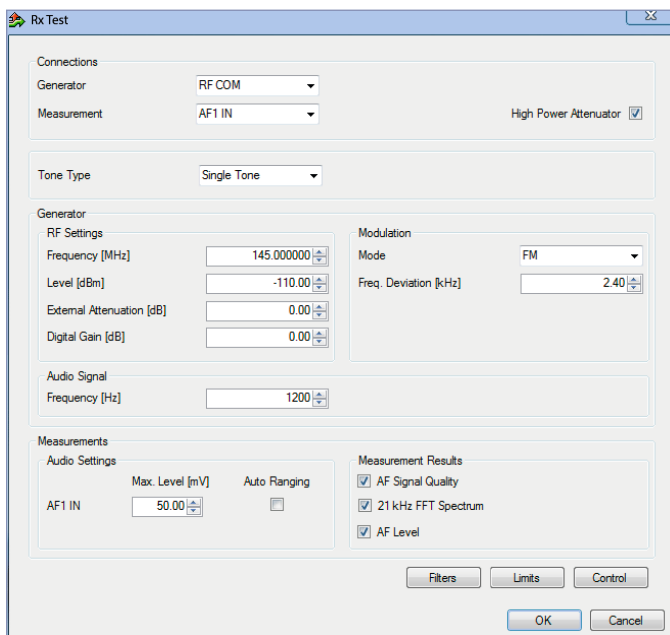 Rx Test
Connections
Generator RF COM
Measurement AF1 IN High Power Attenuator
Tone Type Single Tone
Generator
RF Settings Modulation
Frequency [MHz] 145.000000 Mode FM
Level [dBm] -110.00 Freq. Deviation [kHz] 2.40
External Attenuation [dB] 0.00
Digital Gain [dB] 0.00
Audio Signal
Frequency [Hz] 1200
Measurements
Audio Settings Measurement Results
Max. Level [mV] Auto Ranging AF Signal Quality
AF1 IN 50.00 21 kHz FFT Spectrum
AF Level
Filters Limits Control
OK Cancel